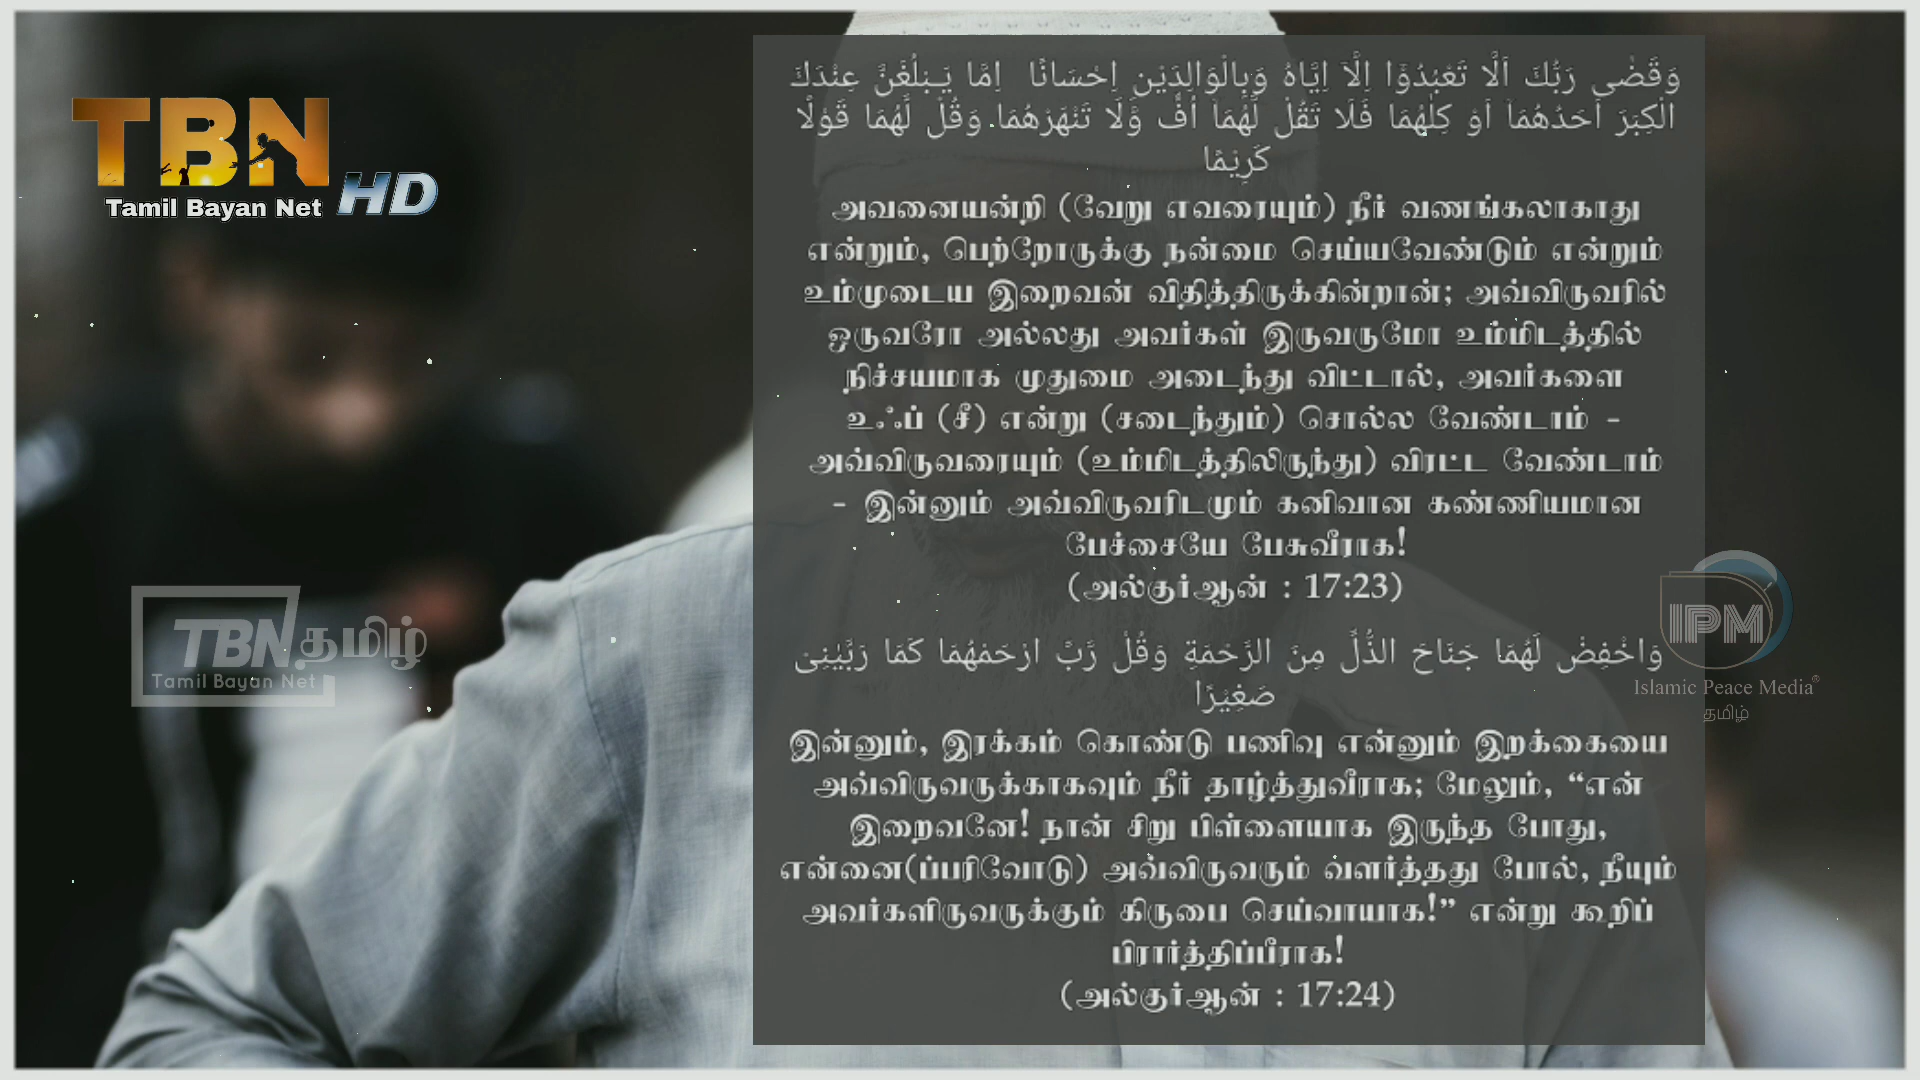 TBN HD
Tamil Bayan Net
وَقَضٰى رَبُّكَ اَلَّا تَعْبُدُوْۤا اِلَّاۤ اِيَّاهُ وَبِالْوَالِدَيْنِ اِحْسَانًا‌ ؕ اِمَّا يَـبْلُغَنَّ عِنْدَكَ
الْكِبَرَ اَحَدُهُمَاۤ اَوْ كِلٰهُمَا فَلَا تَقُلْ لَّهُمَاۤ اُفٍّ وَّلَا تَنْهَرْهُمَا وَقُلْ لَّهُمَا قَوْلًا
كَرِيْمًا
அவனையன்றி (வேறு எவரையும்) நீர் வணங்கலாகாது
என்றும், பெற்றோருக்கு நன்மை செய்யவேண்டும் என்றும்
உம்முடைய இறைவன் விதித்திருக்கின்றான்; அவ்விருவரில்
ஒருவரோ அல்லது அவர்கள் இருவருமோ உம்மிடத்தில்
நிச்சயமாக முதுமை அடைந்து விட்டால், அவர்களை
உஃப் (சீ) என்று (சடைந்தும்) சொல்ல வேண்டாம் -
அவ்விருவரையும் (உம்மிடத்திலிருந்து) விரட்ட வேண்டாம்
- இன்னும் அவ்விருவரிடமும் கனிவான கண்ணியமான
பேச்சையே பேசுவீராக!
(அல்குர்ஆன் : 17:23)
وَاخْفِضْ لَهُمَا جَنَاحَ الذُّلِّ مِنَ الرَّحْمَةِ وَقُلْ رَّبِّ ارْحَمْهُمَا كَمَا رَبَّيٰنِىْ
صَغِيْرًا
இன்னும், இரக்கம் கொண்டு பணிவு என்னும் இறக்கையை
அவ்விருவருக்காகவும் நீர் தாழ்த்துவீராக; மேலும், “என்
இறைவனே! நான் சிறு பிள்ளையாக இருந்த போது,
என்னை(ப்பரிவோடு) அவ்விருவரும் வளர்த்தது போல், நீயும்
அவர்களிருவருக்கும் கிருபை செய்வாயாக!” என்று கூறிப்
பிரார்த்திப்பீராக!
(அல்குர்ஆன் : 17:24)
TBN தமிழ்
Tamil Bayan Net
IPM
Islamic Peace Media®
தமிழ்